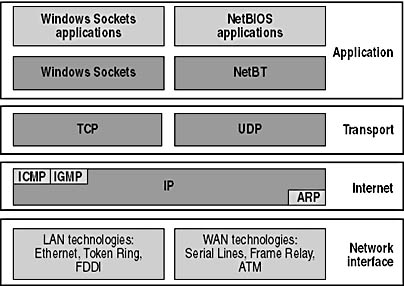 Windows Sockets
applications
NetBIOS
applications
Application
Windows Sockets
NetBT
TCP
UDP
Transport
ICMP
IGMP
IP
ARP
Internet
LAN technologies:
Ethernet, Token Ring,
FDDI
WAN technologies:
Serial Lines, Frame Relay,
ATM
Network
interface